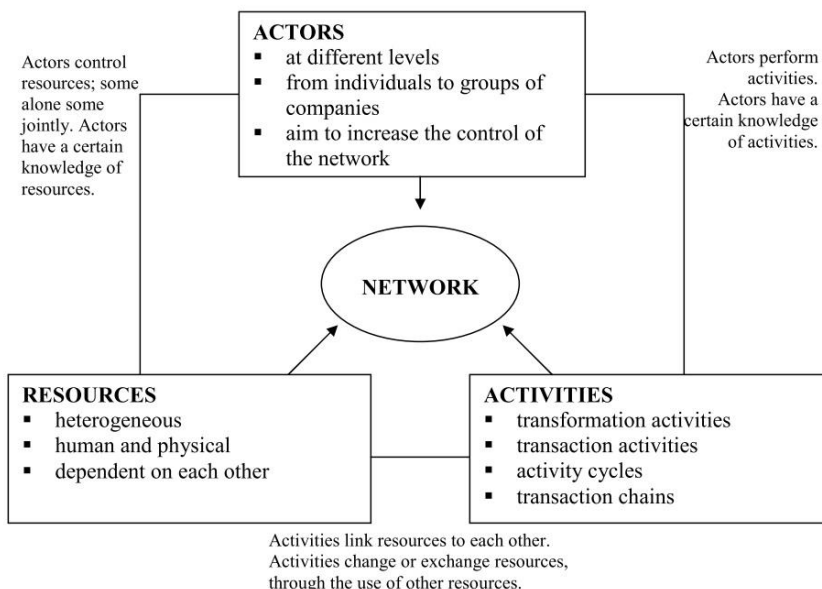 ACTORS
▪ at different levels
▪ from individuals to groups of
companies
▪ aim to increase the control of
the network
Actors control
resources; some
alone some
jointly. Actors
have a certain
knowledge of
resources.
Actors perform
activities.
Actors have a
certain knowledge
of activities.
NETWORK
RESOURCES
▪ heterogeneous
▪ human and physical
▪ dependent on each other
ACTIVITIES
▪ transformation activities
▪ transaction activities
▪ activity cycles
▪ transaction chains
Activities link resources to each other.
Activities change or exchange resources,
through the use of other resources.